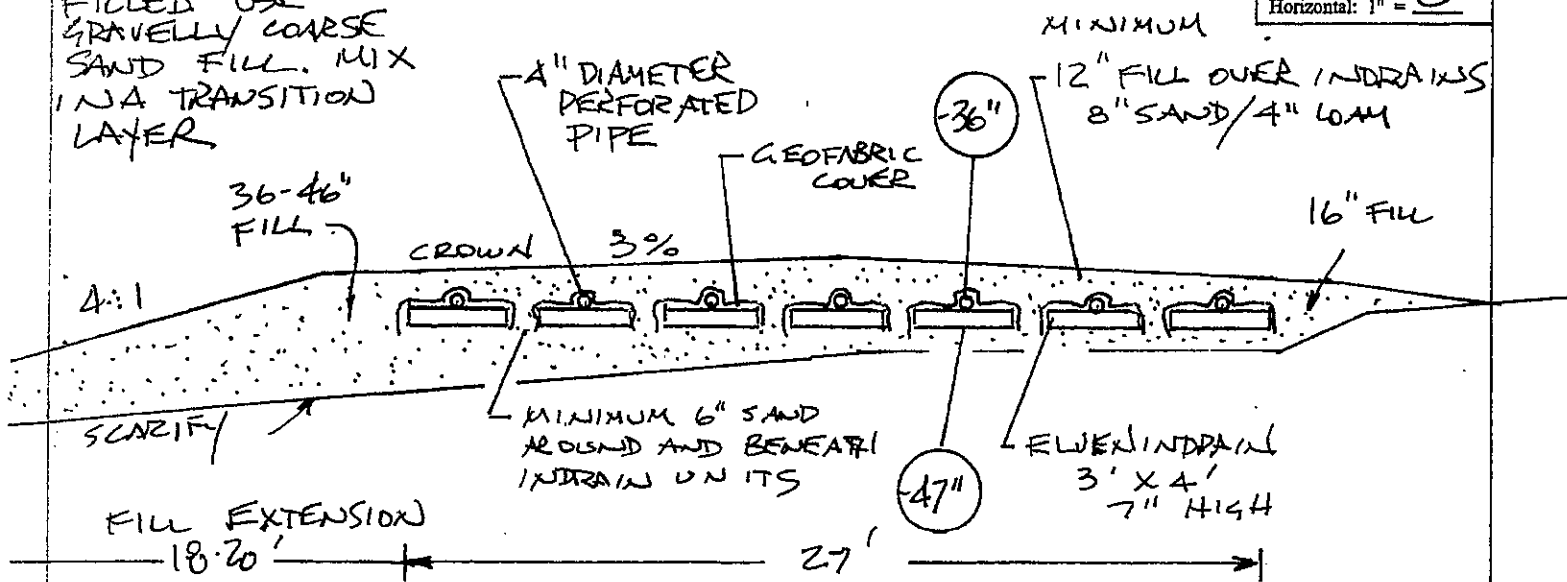 FILLED USE
GRAVELLY COARSE
SAND FILL. MIX
IN A TRANSITION
LAYER
Horizontal: 1" =
MINIMUM
12" FILL OVER INDRAINS
8" SAND/4" LOAM
4" DIAMETER
PERFORATED
PIPE
-36"
GEOFABRIC
COVER
36-46"
FILL
16" FILL
CROWN 3%
4:1
SCARIFY
MINIMUM 6" SAND
AROUND AND BENEATH
INDRAIN UNITS
-47"
ELJEN INDRAIN
3' X 4'
7" HIGH
FILL EXTENSION
18-20'
27'